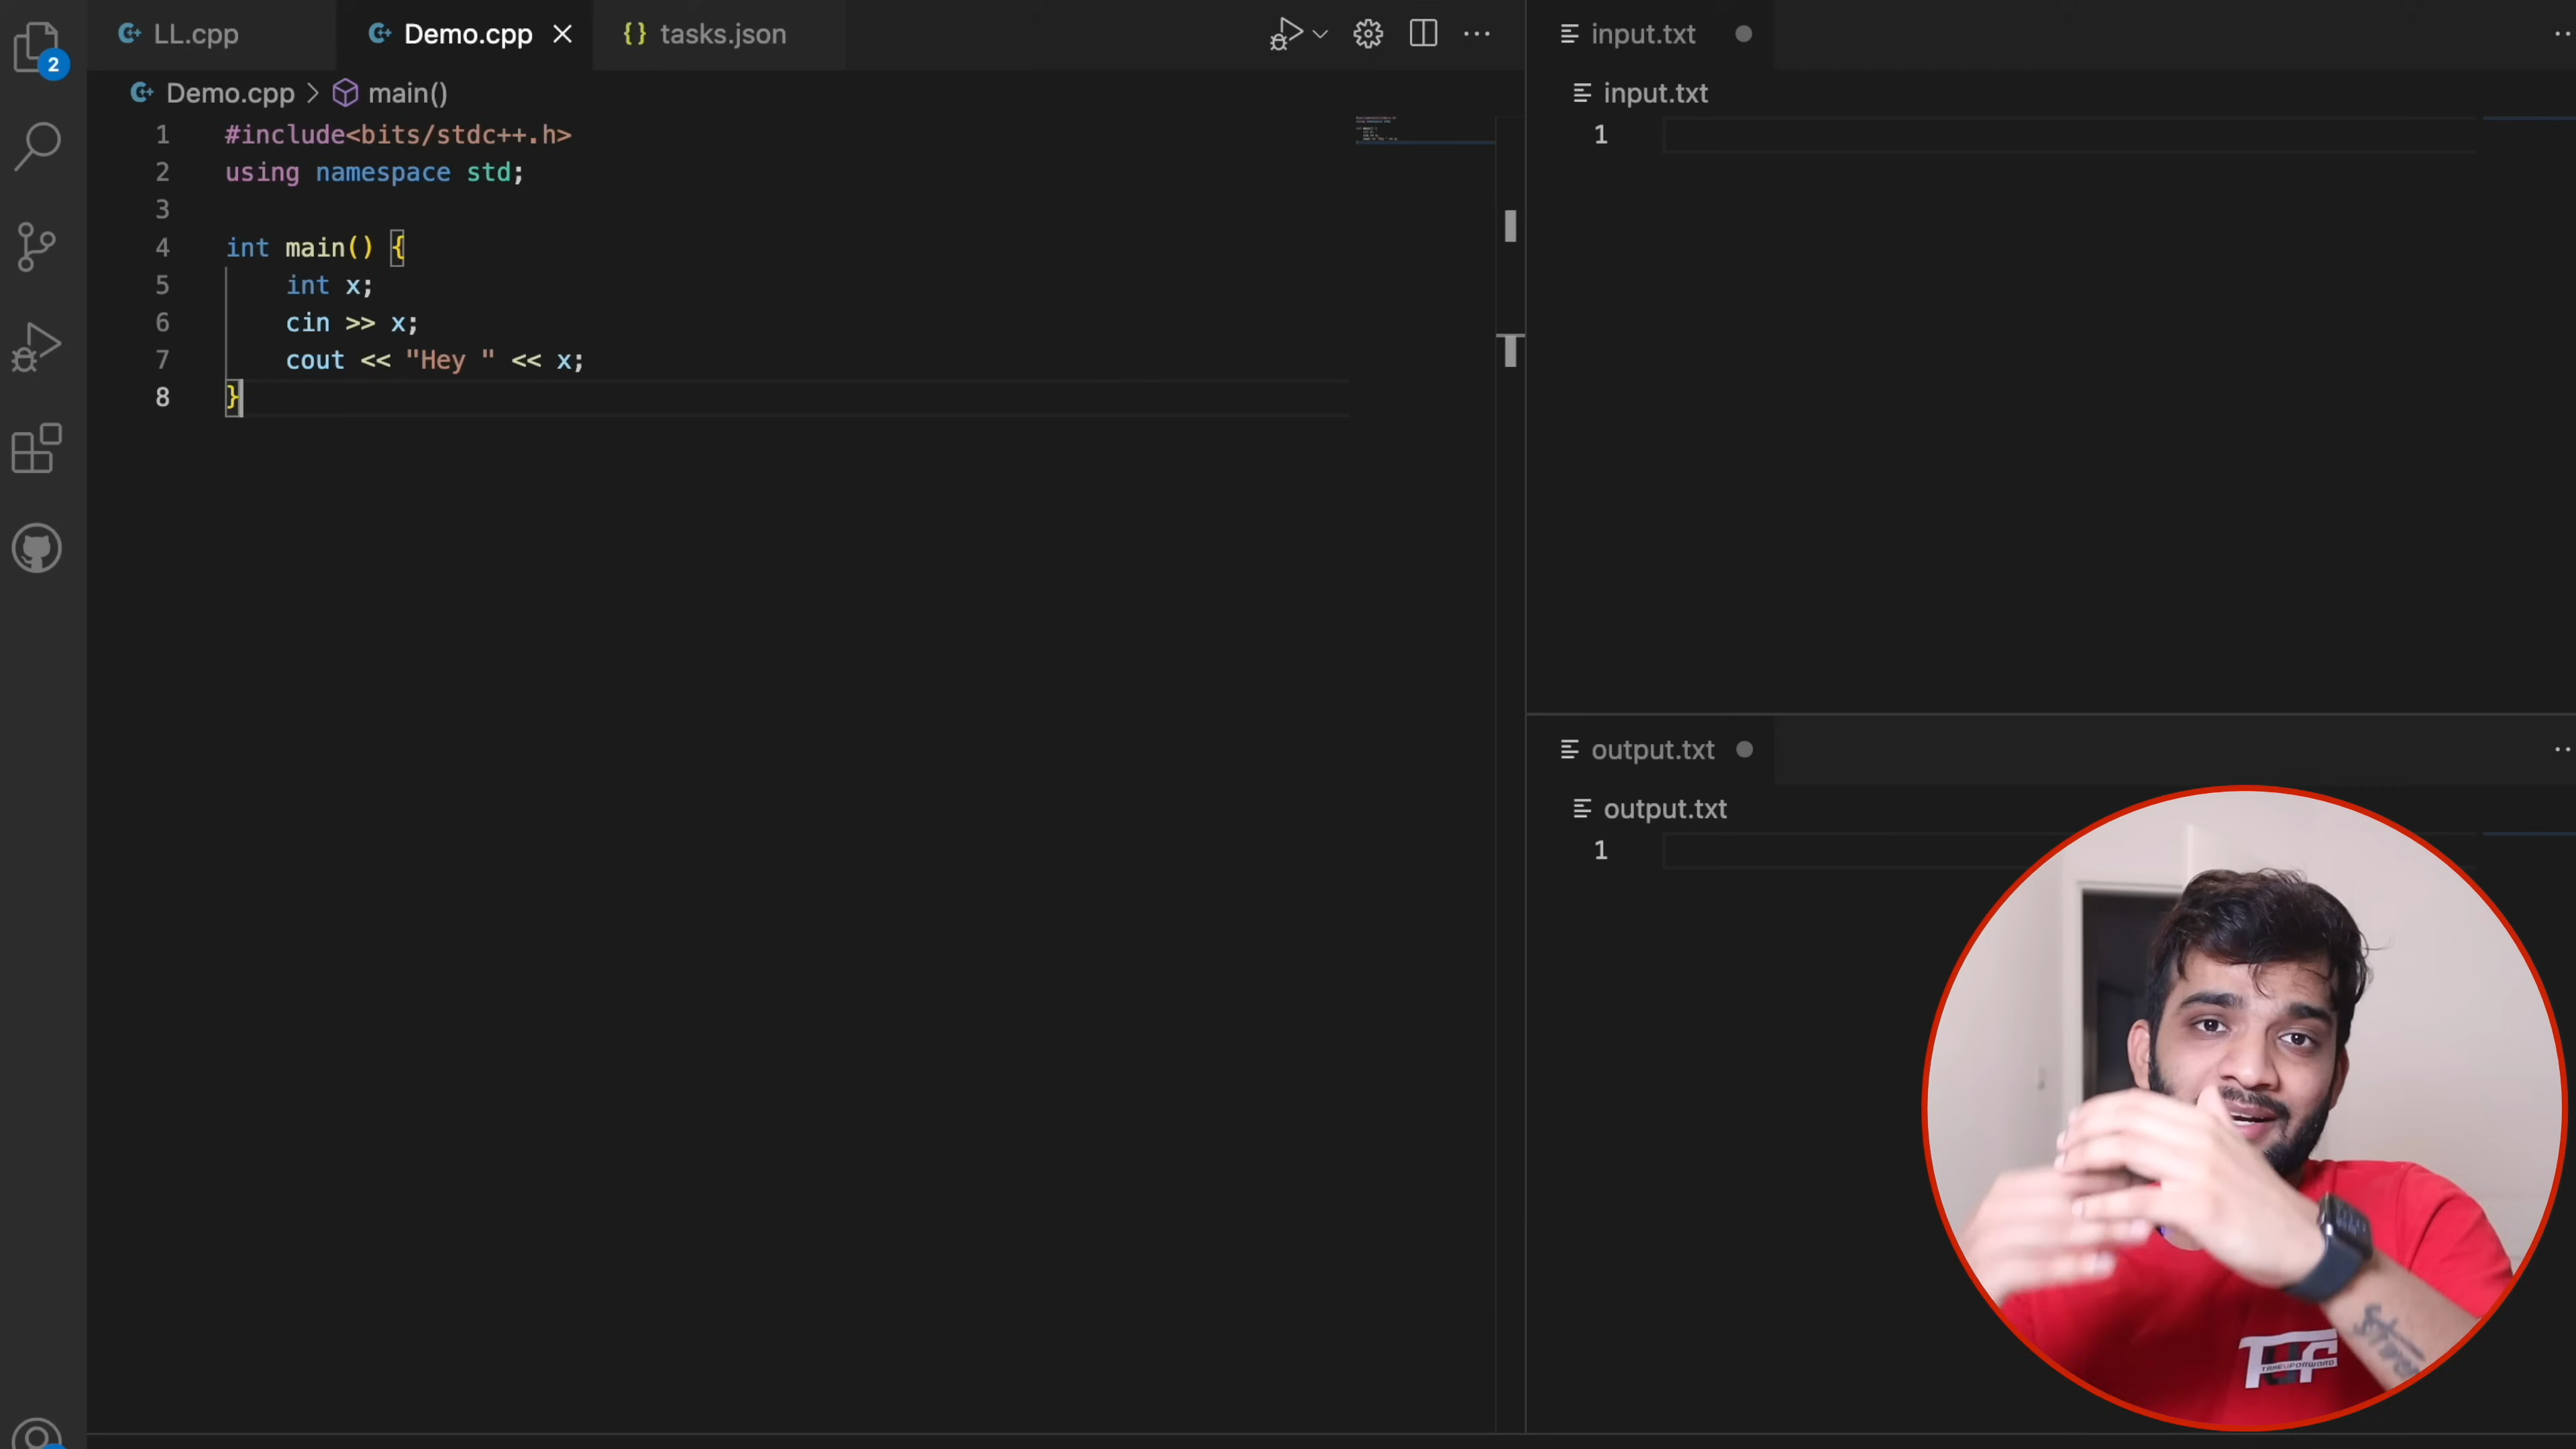 2
LL.cpp
Demo.cpp
tasks.json
Demo.cpp > main()
1 #include<bits/stdc++.h>
2 using namespace std;
3
4 int main() {
5 int x;
6 cin >> x;
7 cout << "Hey " << x;
8 }
input.txt
input.txt
1
output.txt
output.txt
1
TUF
TAKEUFORWARD